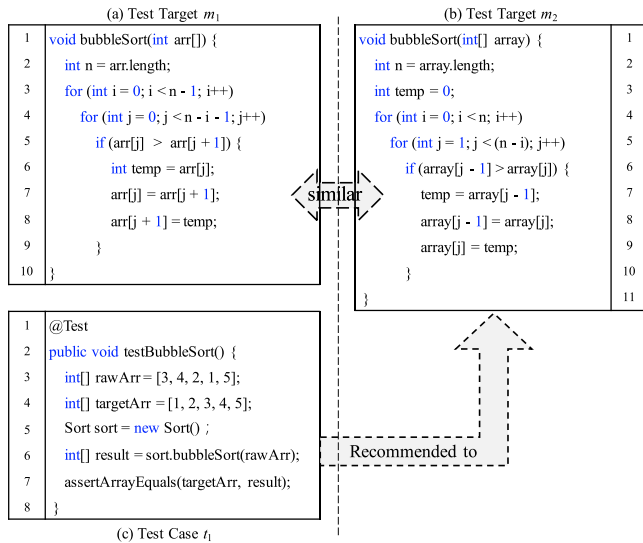 (a) Test Target m1
1 void bubbleSort(int arr[]) {
2 int n = arr.length;
3 for (int i = 0; i < n - 1; i++)
4 for (int j = 0; j < n - i - 1; j++)
5 if (arr[j] > arr[j + 1]) {
6 int temp = arr[j];
7 arr[j] = arr[j + 1];
8 arr[j + 1] = temp;
9 }
10 }
similar
(b) Test Target m2
void bubbleSort(int[] array) { 1
int n = array.length; 2
int temp = 0; 3
for (int i = 0; i < n; i++) 4
for (int j = 1; j < (n - i); j++) 5
if (array[j - 1] > array[j]) { 6
temp = array[j - 1]; 7
array[j - 1] = array[j]; 8
array[j] = temp; 9
} 10
} 11
1 @Test
2 public void testBubbleSort() {
3 int[] rawArr = [3, 4, 2, 1, 5];
4 int[] targetArr = [1, 2, 3, 4, 5];
5 Sort sort = new Sort() ;
6 int[] result = sort.bubbleSort(rawArr);
7 assertArrayEquals(targetArr, result);
8 }
Recommended to
(c) Test Case t1